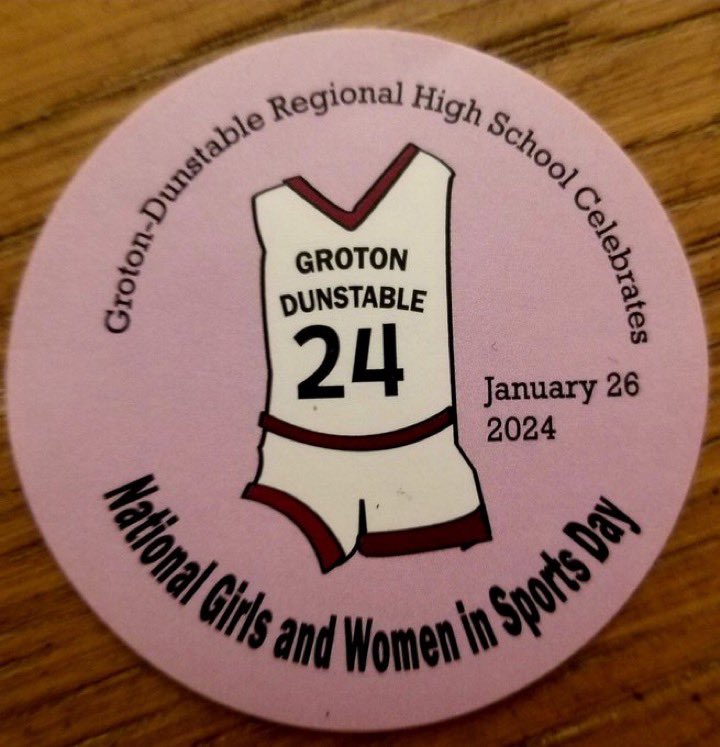 Groton-Dunstable Regional High School Celebrates
GROTON
DUNSTABLE
24
January 26
2024
National Girls and Women in Sports Day